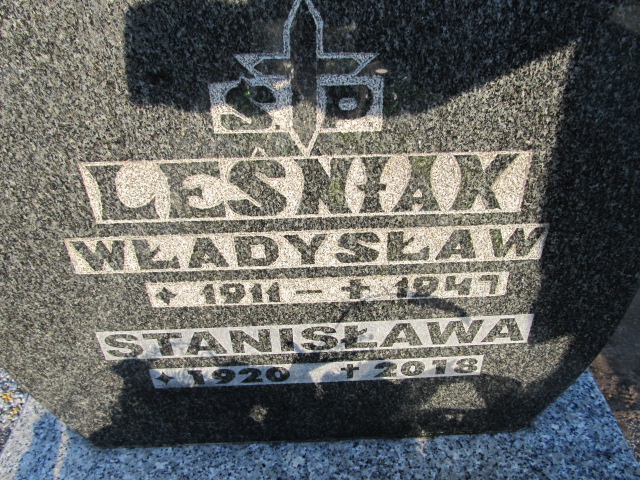 Ś.P.
LEŚNIAK
WŁADYSŁAW
✦ 1911 – ✝ 1947
STANISŁAWA
✦ 1920 ✝ 2018